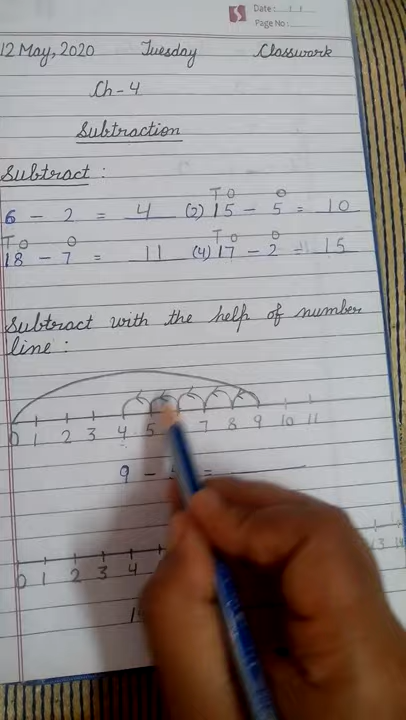 Date :
Page No :
12 May, 2020 Tuesday Classwork
Ch-4
Subtraction
Subtract :
T O O
6 - 2 = 4 (2) 15 - 5 = 10
T O O T O O
18 - 7 = 11 (4) 17 - 2 = 15
Subtract with the help of number
line :
0 1 2 3 4 5 7 8 9 10 11
9 - =
13 14
0 1 2 3 4